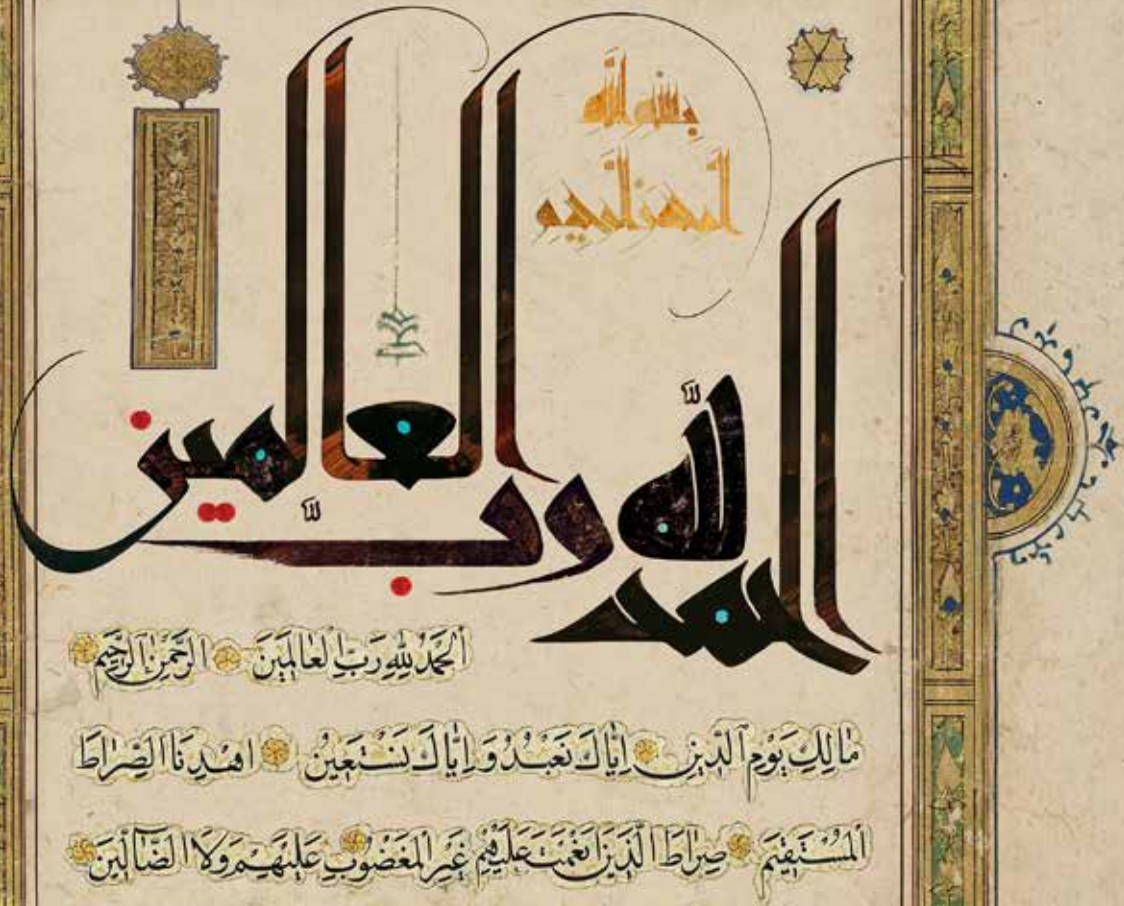 بسم الله
الرحمن الرحيم
الحمد لله رب العالمين
اَلْحَمْدُ لِلّٰهِ رَبِّ الْعَالَمِينَ الرَّحْمٰنِ الرَّحِيمِ
مَالِكِ يَوْمِ الدِّينِ اِيَّاكَ نَعْبُدُ وَ اِيَّاكَ نَسْتَعِينُ اهْدِنَا الصِّرَاطَ
الْمُسْتَقِيمَ صِرَاطَ الَّذِينَ اَنْعَمْتَ عَلَيْهِمْ غَيْرِ الْمَغْضُوبِ عَلَيْهِمْ وَلَا الضَّالِّينَ